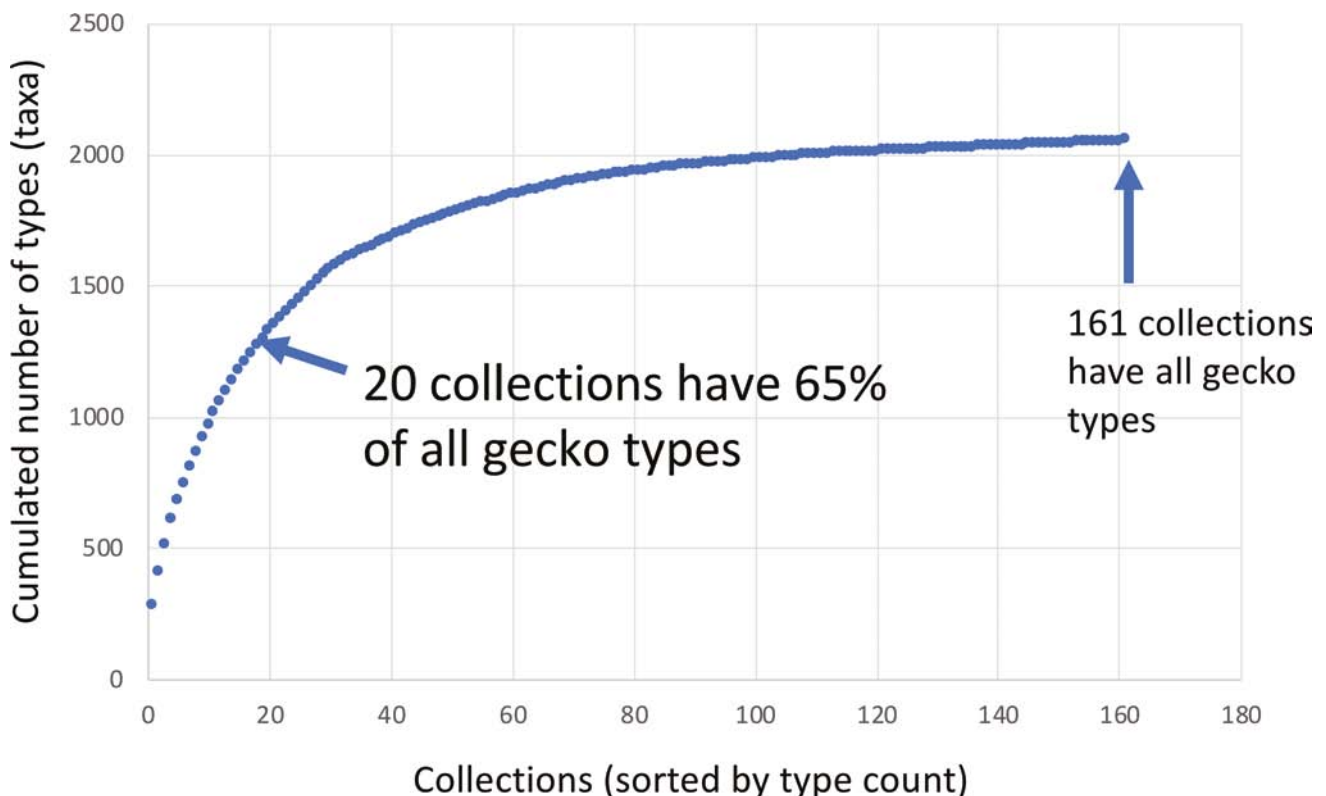 Cumulated number of types (taxa)
2500
2000
1500
1000
500
0
20 collections have 65%
of all gecko types
161 collections
have all gecko
types
0 20 40 60 80 100 120 140 160 180
Collections (sorted by type count)